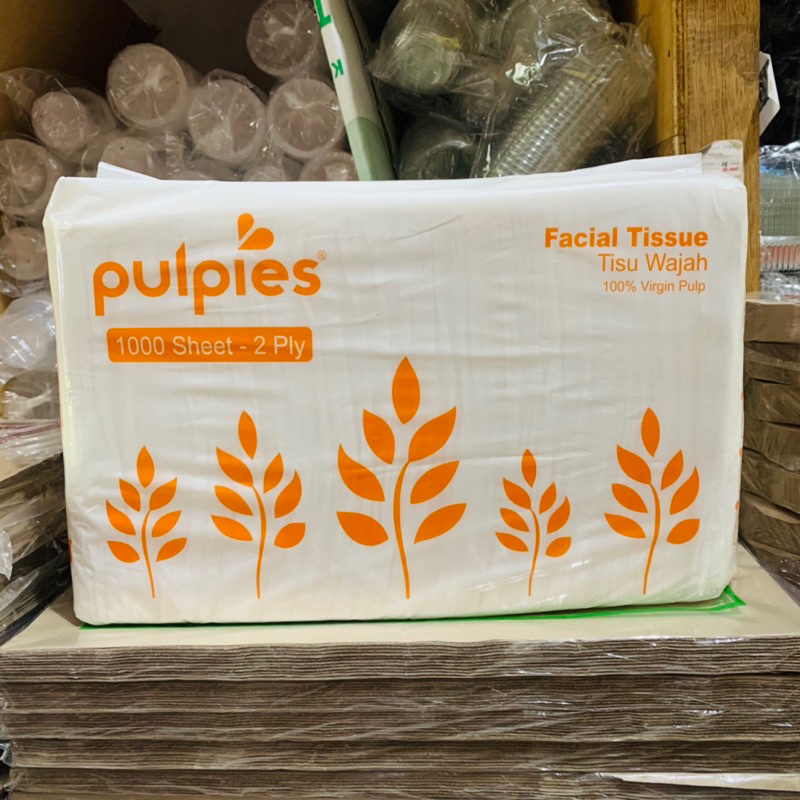 pulpies®
1000 Sheet - 2 Ply
Facial Tissue
Tisu Wajah
100% Virgin Pulp